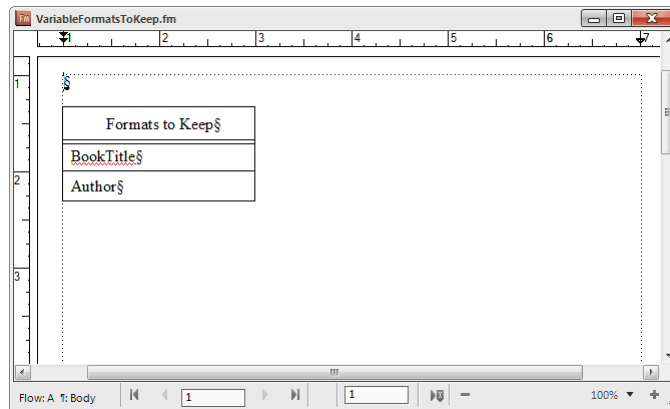 Fm VariableFormatsToKeep.fm
1 2 3 4 5 6 7
1
§
Formats to Keep§
BookTitle§
2
Author§
3
Flow: A ¶: Body 1 1 100%